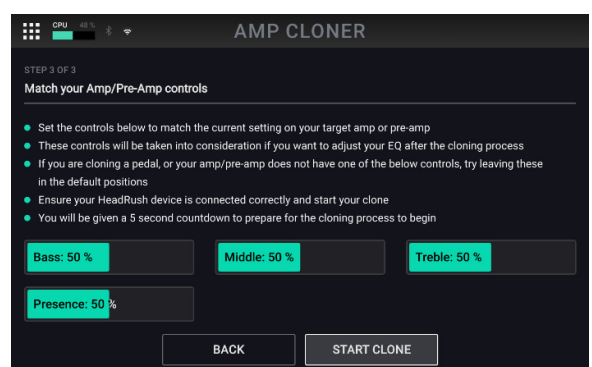 CPU 48 %
AMP CLONER
STEP 3 OF 3
Match your Amp/Pre-Amp controls
Set the controls below to match the current setting on your target amp or pre-amp
These controls will be taken into consideration if you want to adjust your EQ after the cloning process
If you are cloning a pedal, or your amp/pre-amp does not have one of the below controls, try leaving these
in the default positions
Ensure your HeadRush device is connected correctly and start your clone
You will be given a 5 second countdown to prepare for the cloning process to begin
Bass: 50 %
Middle: 50 %
Treble: 50 %
Presence: 50 %
BACK
START CLONE